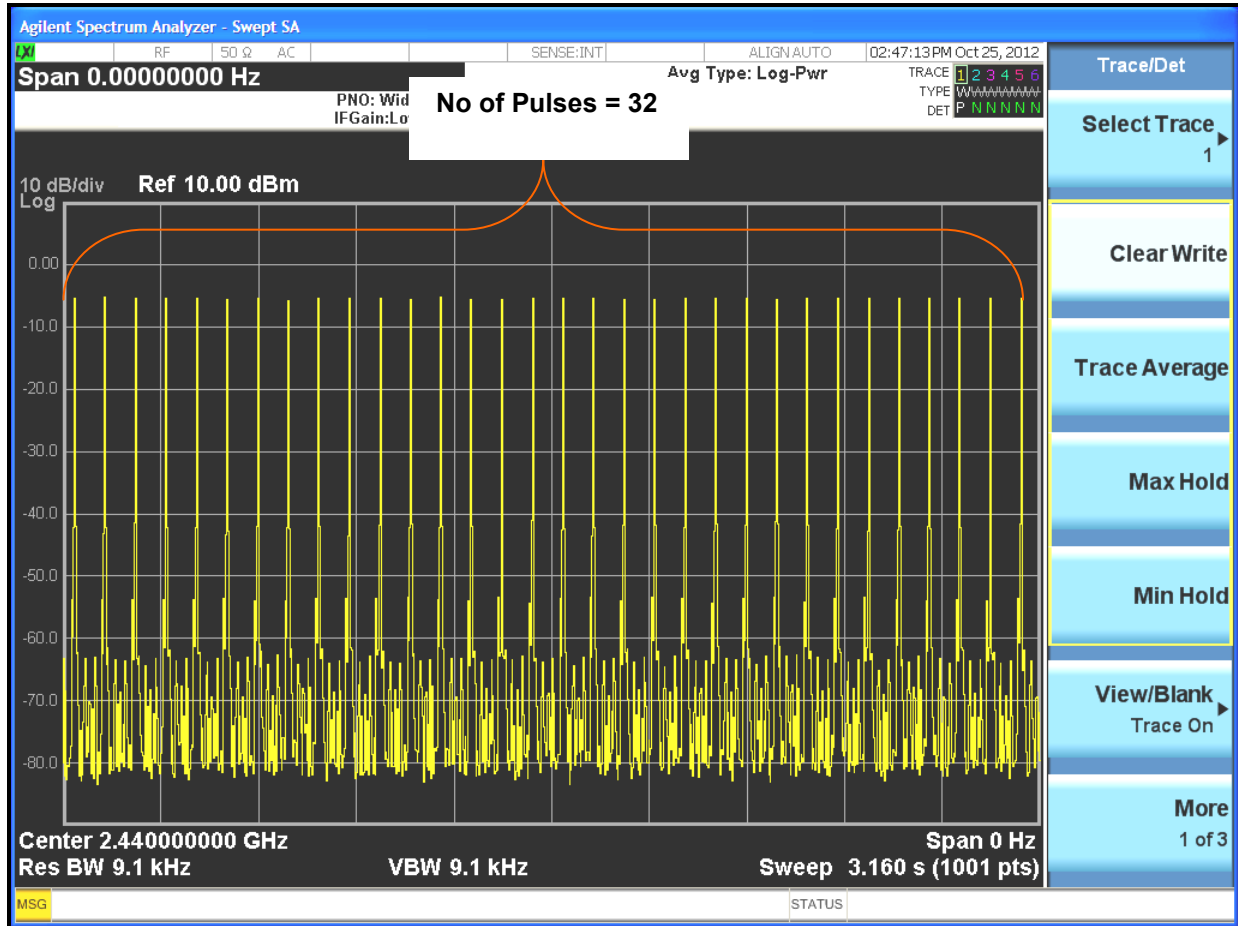 Agilent Spectrum Analyzer - Swept SA
LXI RF 50 Ω AC SENSE:INT ALIGN AUTO 02:47:13 PM Oct 25, 2012
Span 0.00000000 Hz
PNO: Wid
IFGain:Lo
No of Pulses = 32
Avg Type: Log-Pwr
TRACE 1 2 3 4 5 6
TYPE W
DET P N N N N N
10 dB/div Ref 10.00 dBm
Log
0.00
-10.0
-20.0
-30.0
-40.0
-50.0
-60.0
-70.0
-80.0
Center 2.440000000 GHz Span 0 Hz
Res BW 9.1 kHz VBW 9.1 kHz Sweep 3.160 s (1001 pts)
MSG STATUS
Trace/Det
Select Trace
1
Clear Write
Trace Average
Max Hold
Min Hold
View/Blank
Trace On
More
1 of 3